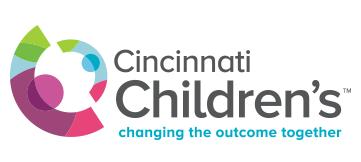 Cincinnati
Children's™
changing the outcome together